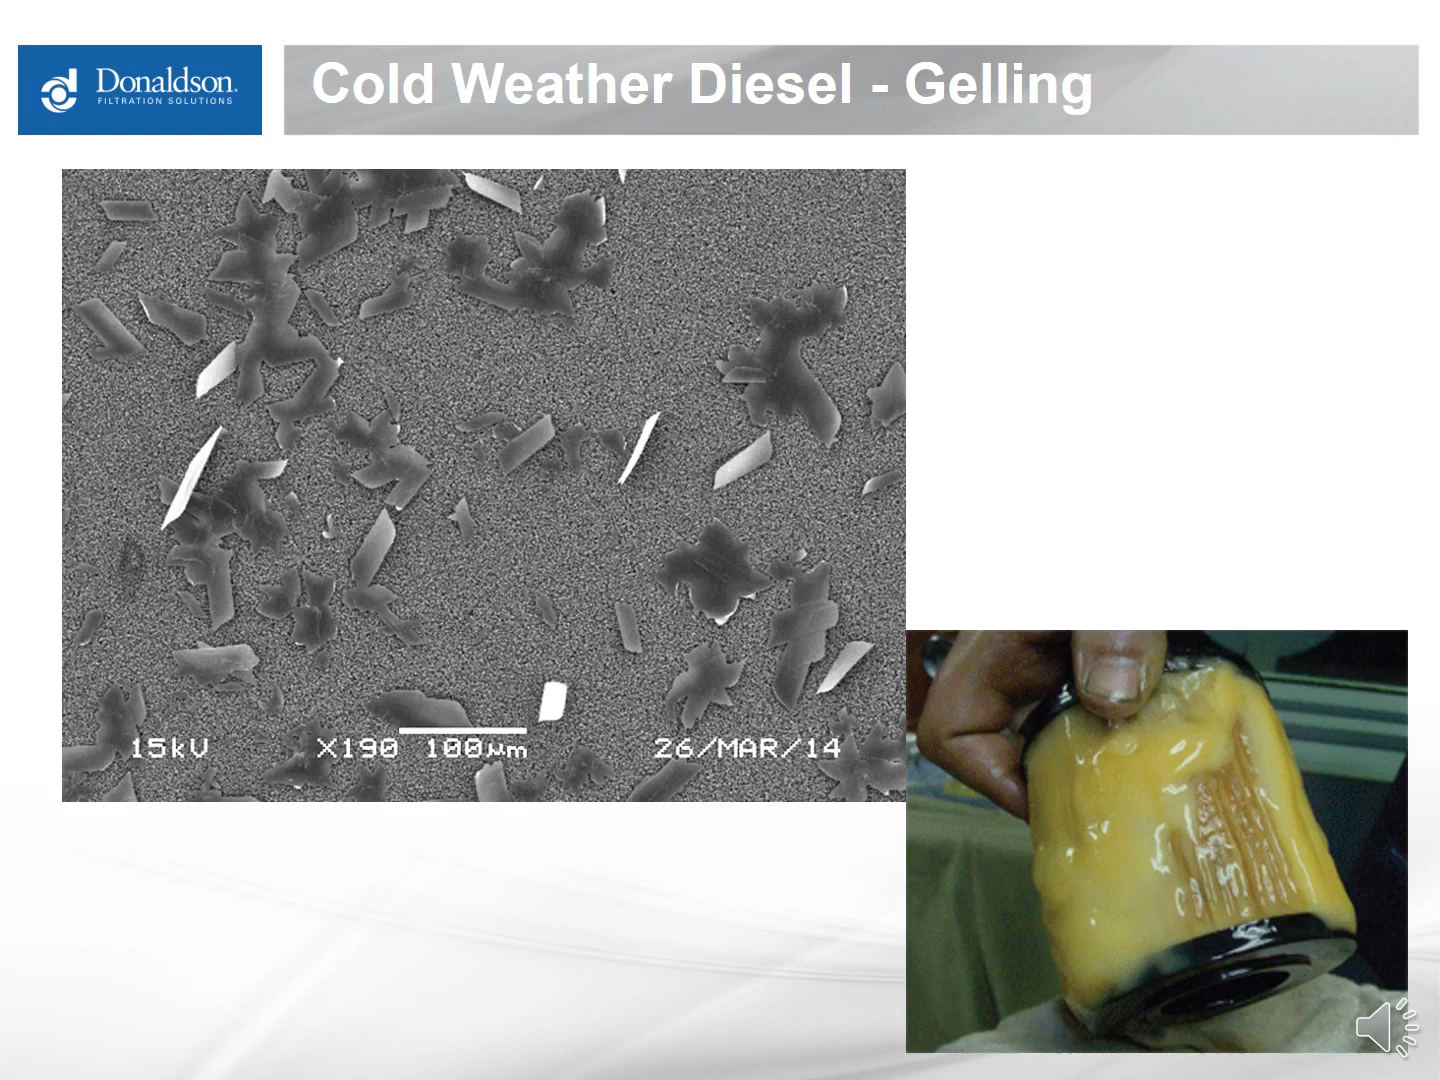 Donaldson.
FILTRATION SOLUTIONS
Cold Weather Diesel - Gelling
15kV X190 100µm 26/MAR/14